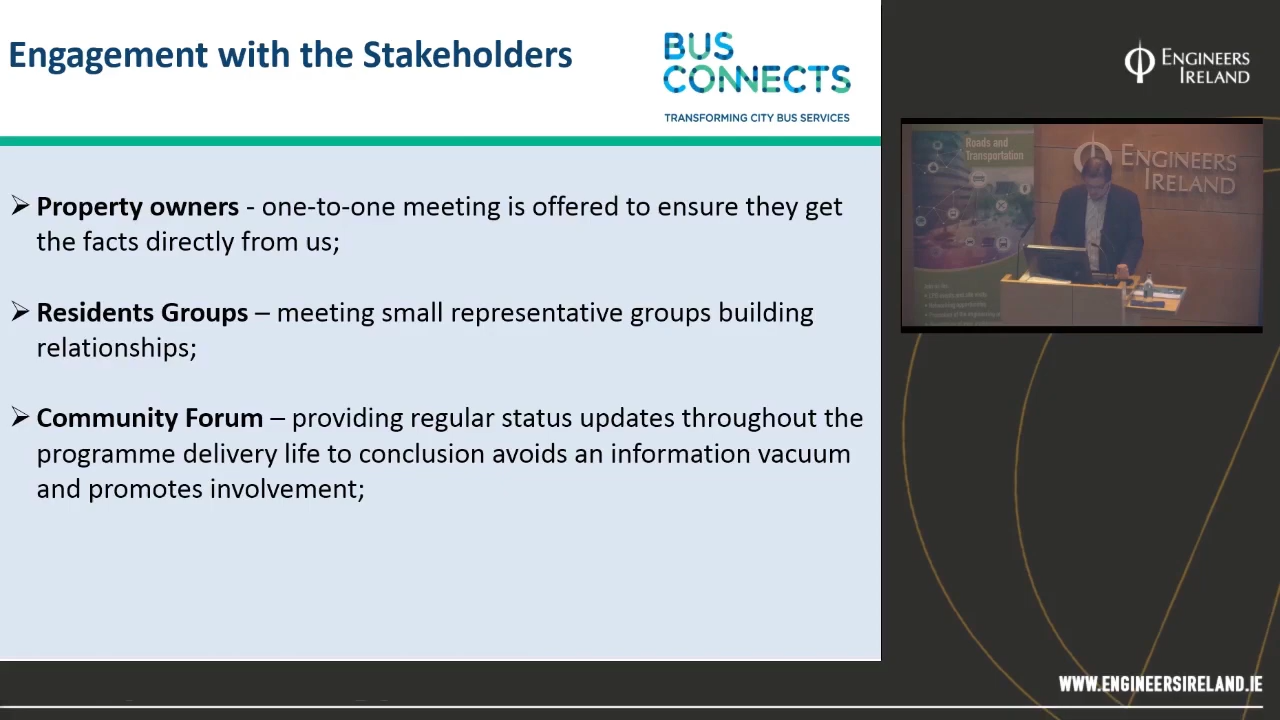 Engagement with the Stakeholders
BUS
CONNECTS
TRANSFORMING CITY BUS SERVICES
➢ Property owners - one-to-one meeting is offered to ensure they get
the facts directly from us;
➢ Residents Groups – meeting small representative groups building
relationships;
➢ Community Forum – providing regular status updates throughout the
programme delivery life to conclusion avoids an information vacuum
and promotes involvement;
ENGINEERS
IRELAND
Roads and
Transportation
ENGINEERS
IRELAND
WWW.ENGINEERSIRELAND.IE